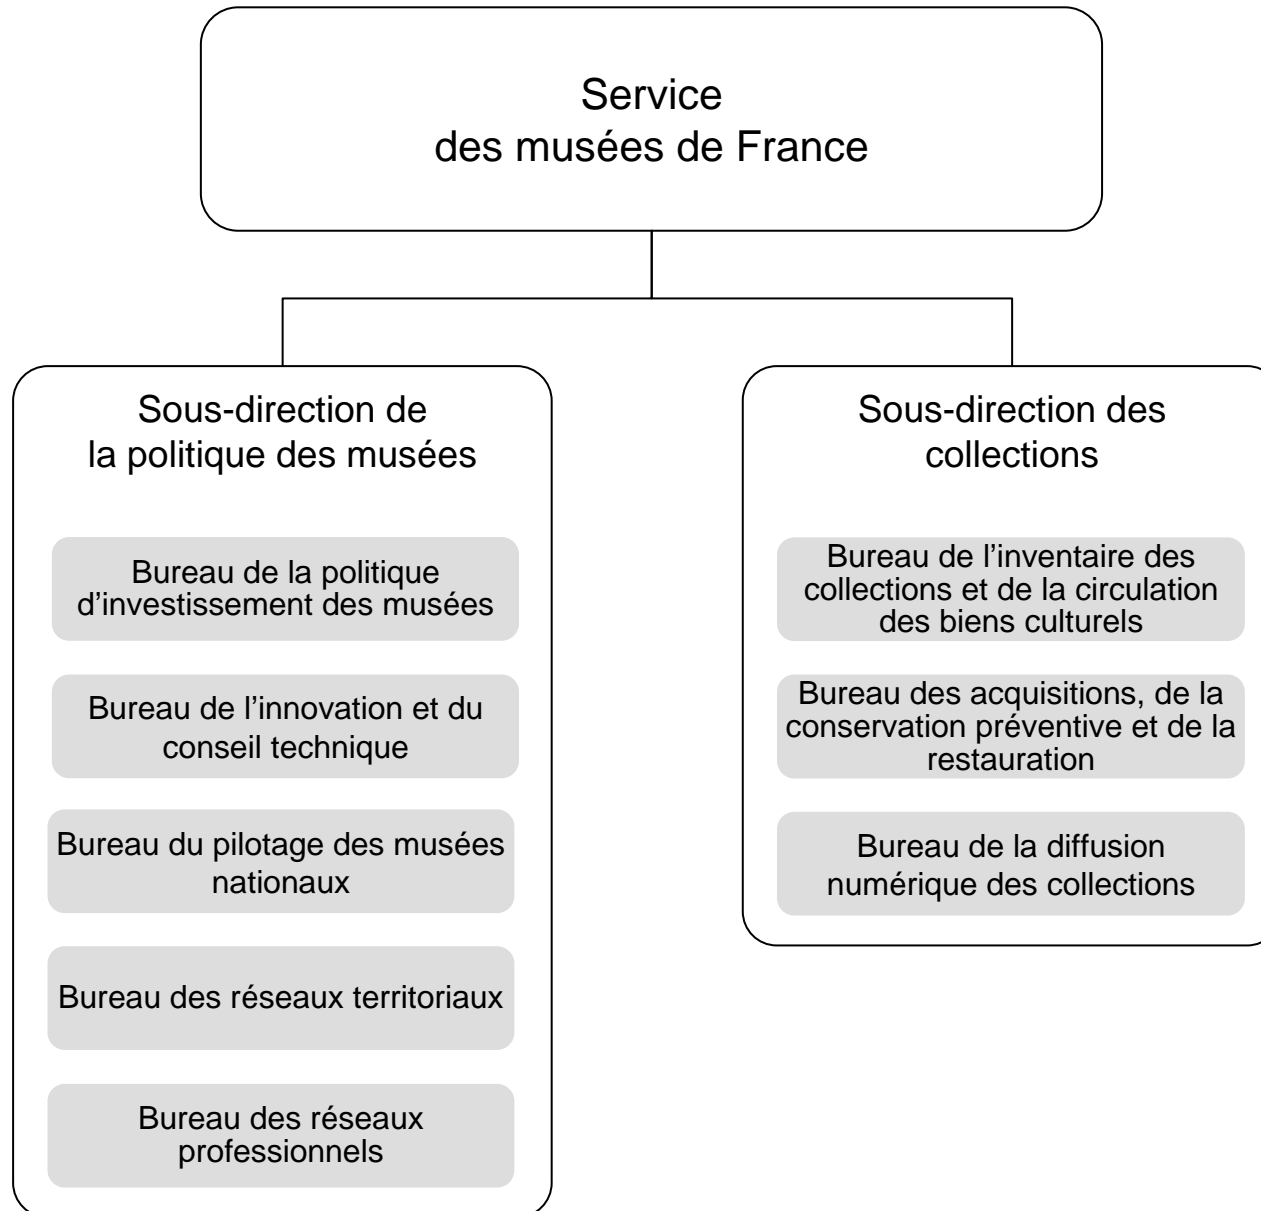 Service
des musées de France
Sous-direction de
la politique des musées
Bureau de la politique
d’investissement des musées
Bureau de l’innovation et du
conseil technique
Bureau du pilotage des musées
nationaux
Bureau des réseaux territoriaux
Bureau des réseaux
professionnels
Sous-direction des
collections
Bureau de l’inventaire des
collections et de la circulation
des biens culturels
Bureau des acquisitions, de la
conservation préventive et de la
restauration
Bureau de la diffusion
numérique des collections